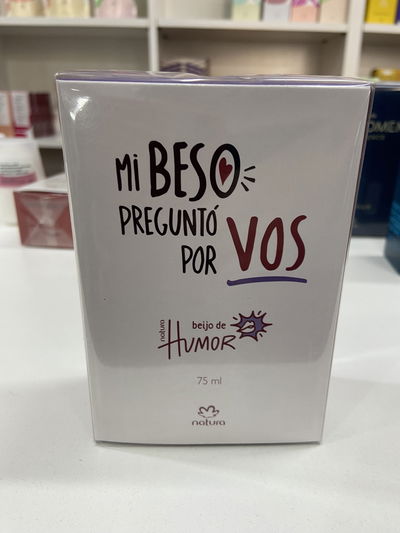 Mi BESO
PREGUNTÓ
POR VOS
natura
beijo de
HUMOR
75 ml
natura